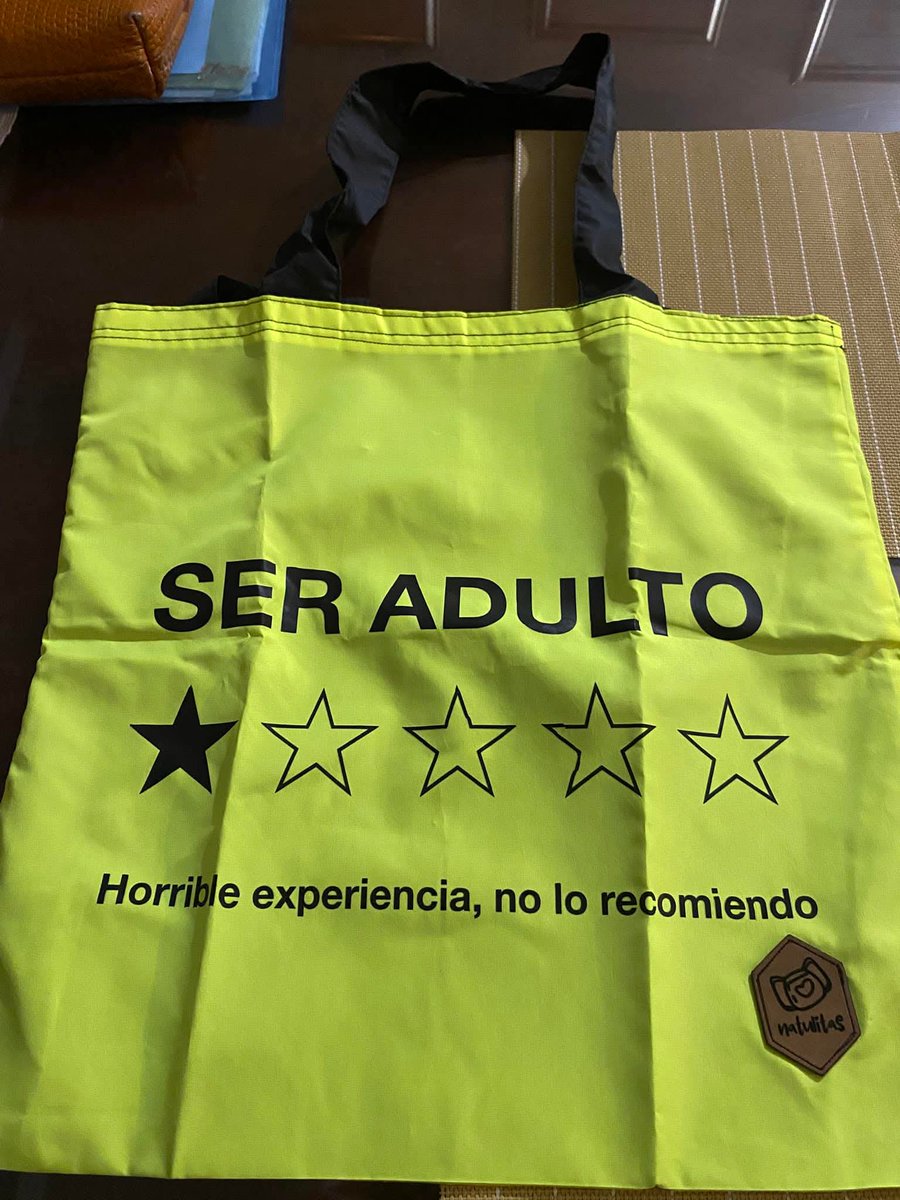 SER ADULTO
Horrible experiencia, no lo recomiendo
natulitas